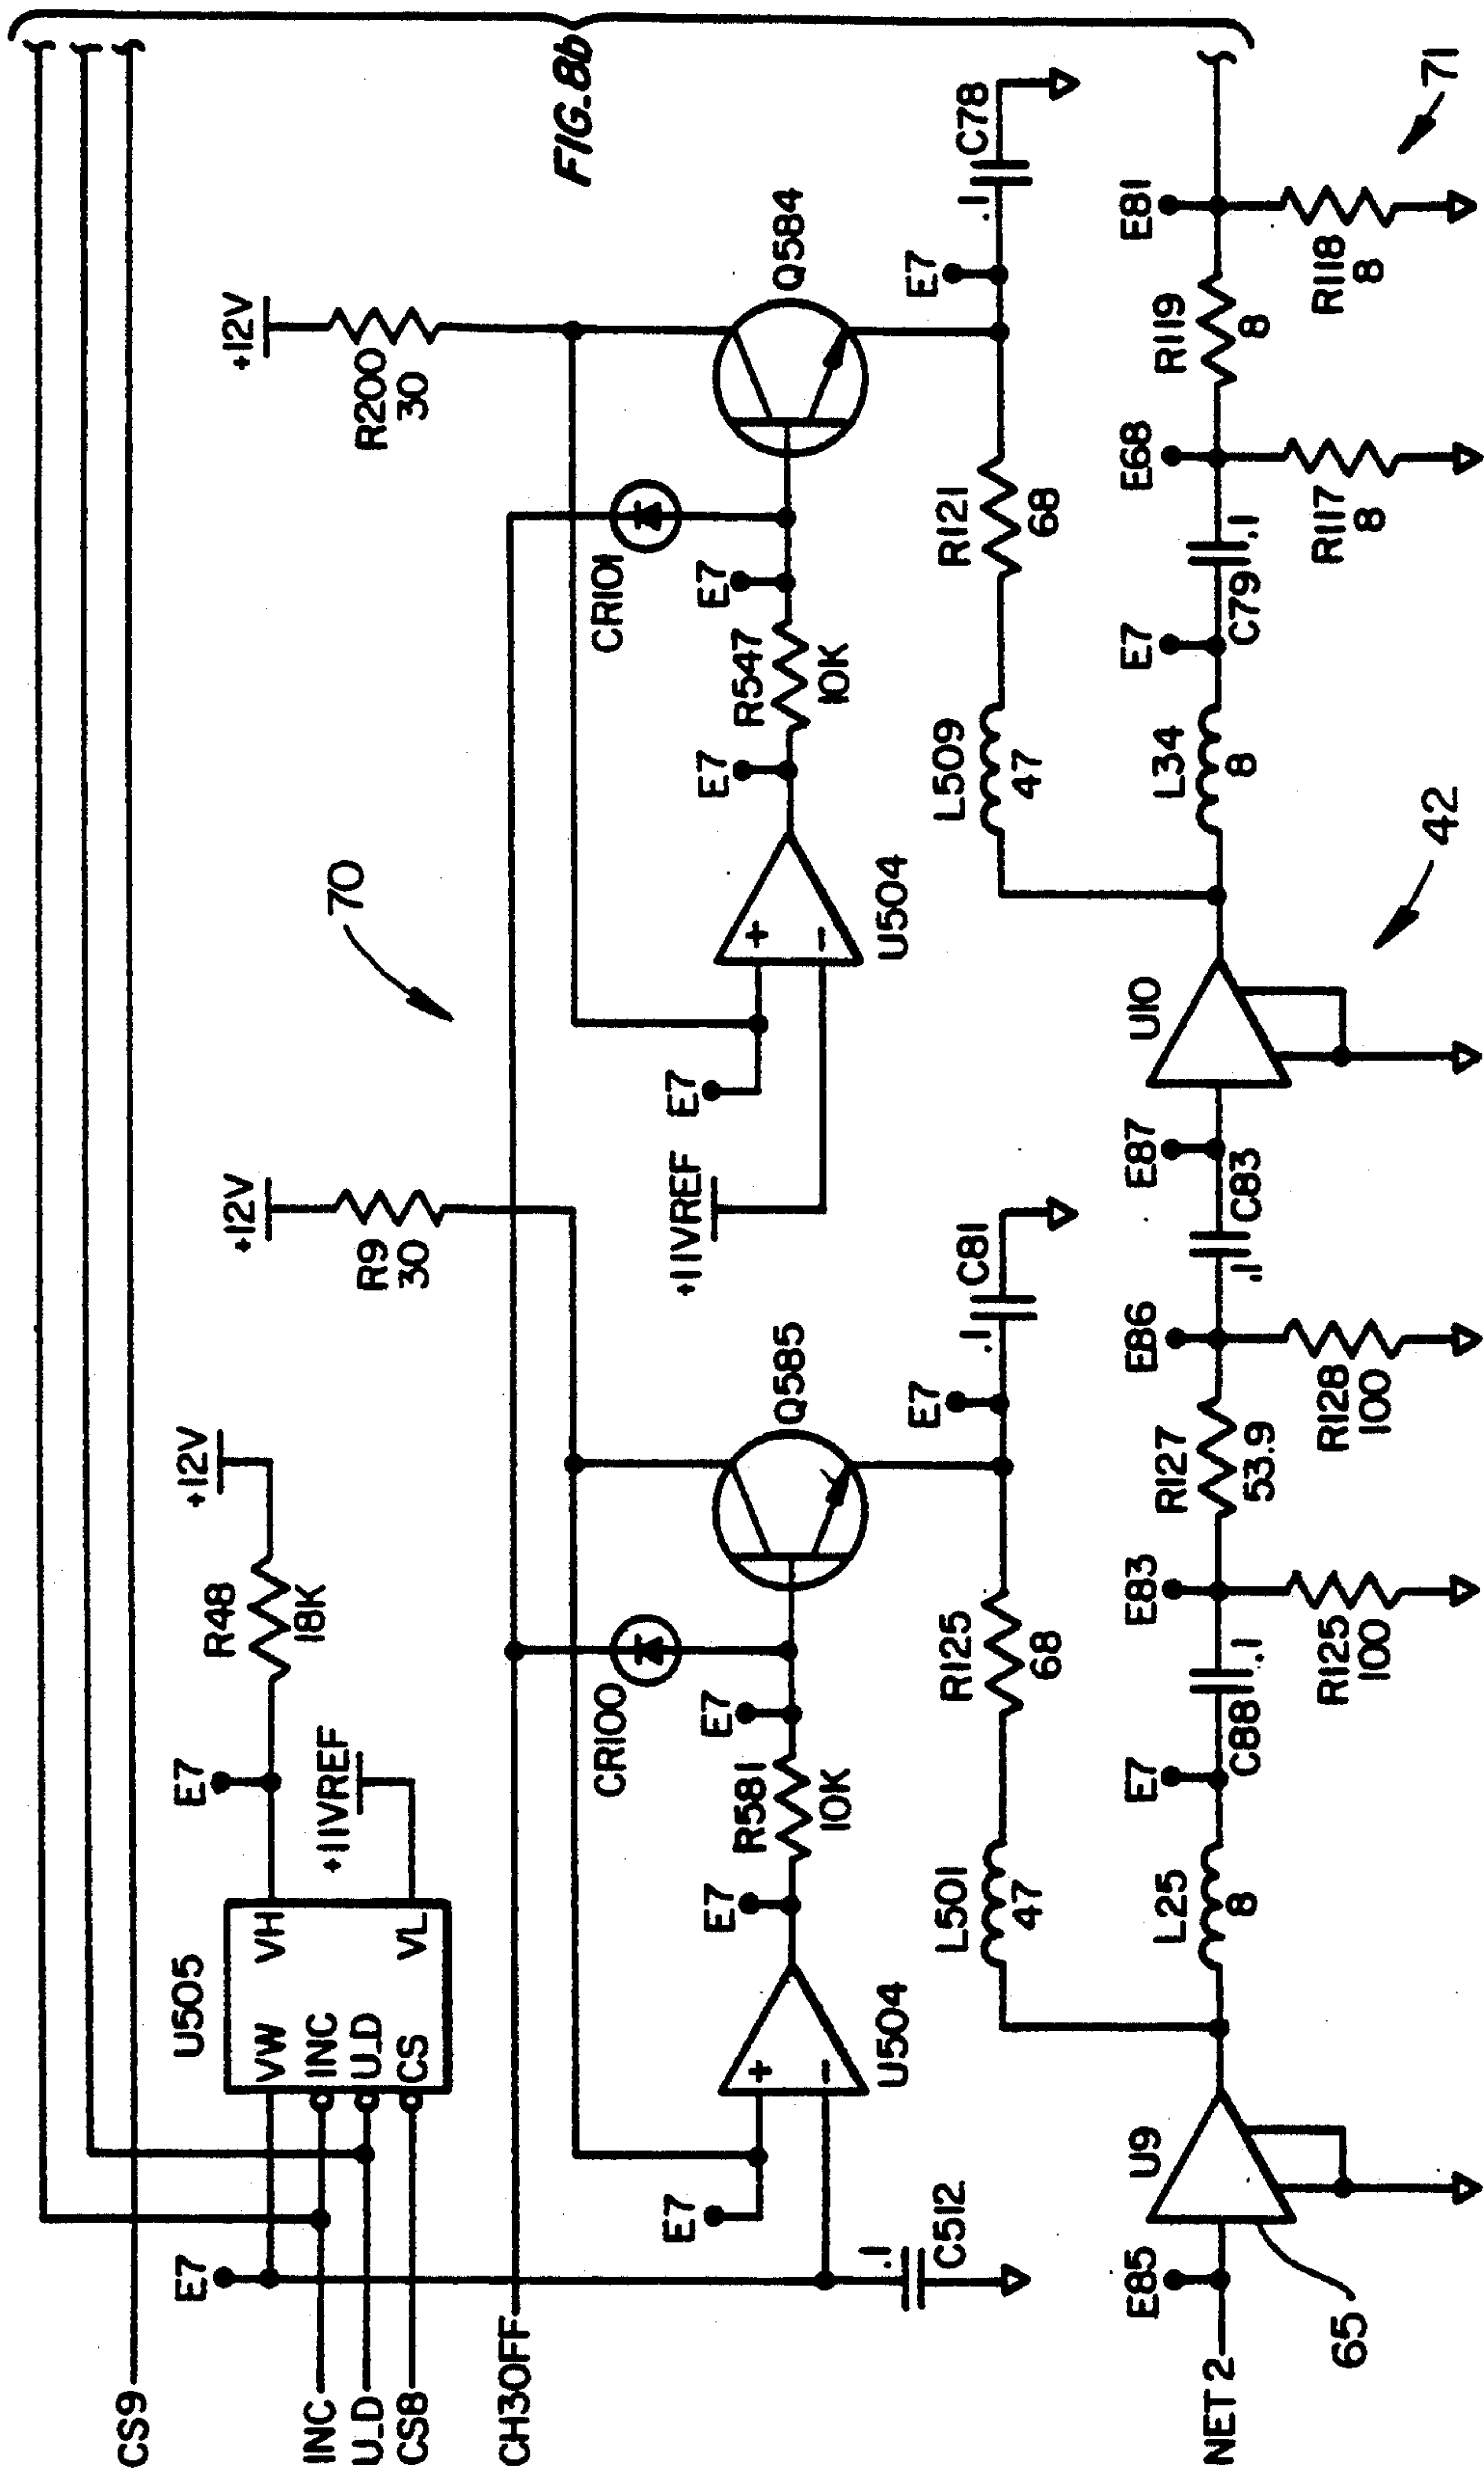 CS9
E7
U505
E7
+12V
R48
18K
+12V
+12V
VW
VH
INC
INC
U_D
U_D
CS8
CS
VL
+11VREF
R9
30
R200
30
70
CH3OFF
FIG._8b
CR100
CR101
E7
E7
R581
10K
E7
+11VREF
E7
E7
R547
10K
E7
+
-
U504
Q585
+
-
U504
Q584
.1
C512
L501
47
R125
68
E7
.1
C81
L509
47
R121
68
E7
.1
C78
NET2
E85
U9
L25
8
E7
C88
.1
E83
R127
53.9
E86
.1
C83
E87
U10
L34
8
E7
C79
.1
E68
R119
8
E81
65
R125
100
R128
100
42
R117
8
R118
8
71